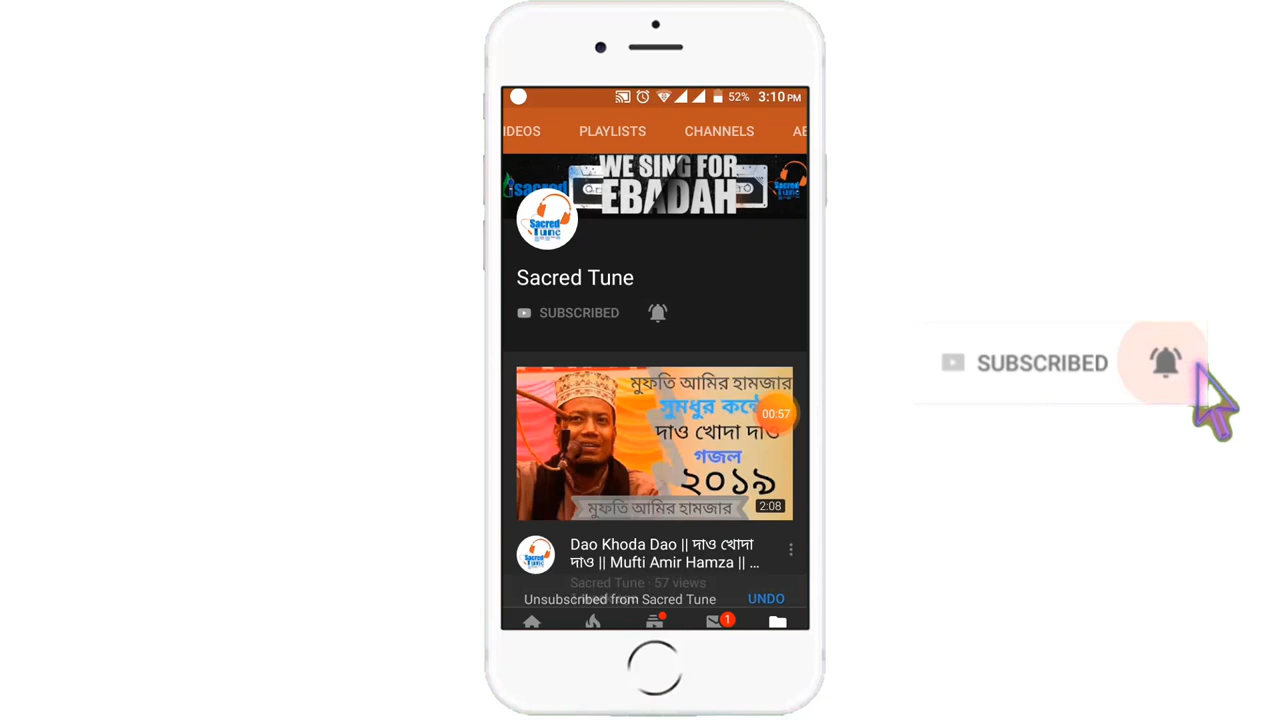 52% 3:10 PM
IDEOS PLAYLISTS CHANNELS AE
WE SING FOR
EBADAH
sacred
Sacred
Tune
Sacred Tune
SUBSCRIBED
SUBSCRIBED
মুফতি আমির হামজার
সুমধুর কন্ঠে
00:57
দাও খোদা দাও
গজল
২০১৯
মুফতি আমির হামজার
2:08
Dao Khoda Dao || দাও খোদা
দাও || Mufti Amir Hamza || ...
Sacred Tune · 57 views
Unsubscribed from Sacred Tune UNDO
1